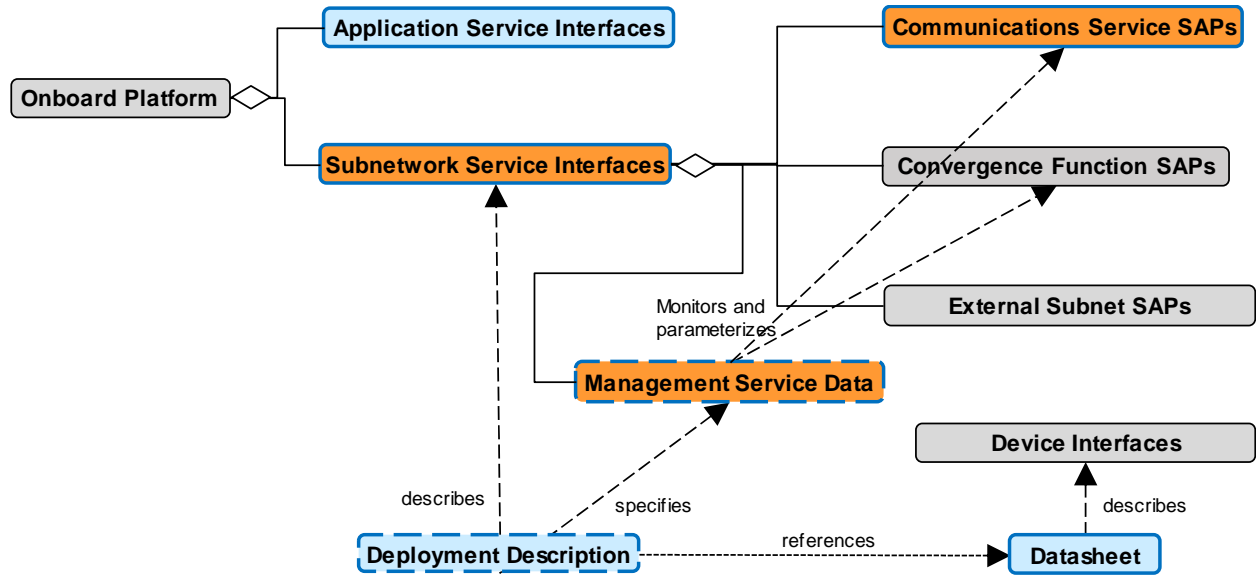 Application Service Interfaces
Communications Service SAPs
Onboard Platform
Subnetwork Service Interfaces
Convergence Function SAPs
External Subnet SAPs
Monitors and
parameterizes
Management Service Data
Device Interfaces
describes
specifies
describes
references
Deployment Description
Datasheet